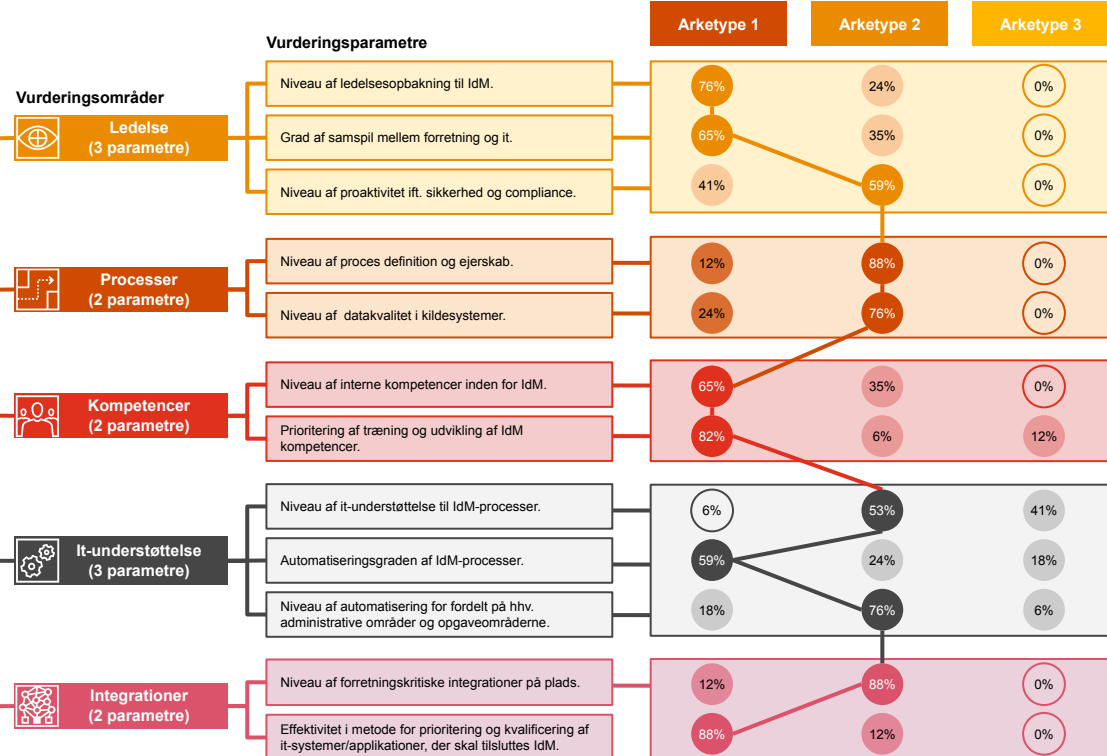 Arketype 1
Arketype 2
Arketype 3
Vurderingsparametre
Vurderingsområder
Ledelse
(3 parametre)
Niveau af ledelsesopbakning til IdM.
76%
24%
0%
Grad af samspil mellem forretning og it.
65%
35%
0%
Niveau af proaktivitet ift. sikkerhed og compliance.
41%
59%
0%
Processer
(2 parametre)
Niveau af proces definition og ejerskab.
12%
88%
0%
Niveau af  datakvalitet i kildesystemer.
24%
76%
0%
Kompetencer
(2 parametre)
Niveau af interne kompetencer inden for IdM.
65%
35%
0%
Prioritering af træning og udvikling af IdM
kompetencer.
82%
6%
12%
It-understøttelse
(3 parametre)
Niveau af it-understøttelse til IdM-processer.
6%
53%
41%
Automatiseringsgraden af IdM-processer.
59%
24%
18%
Niveau af automatisering for fordelt på hhv.
administrative områder og opgaveområderne.
18%
76%
6%
Integrationer
(2 parametre)
Niveau af forretningskritiske integrationer på plads.
12%
88%
0%
Effektivitet i metode for prioritering og kvalificering af
it-systemer/applikationer, der skal tilsluttes IdM.
88%
12%
0%